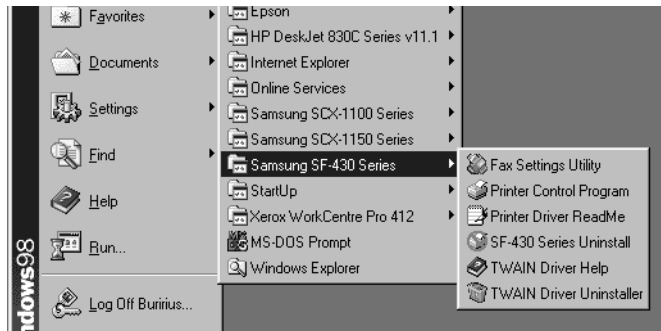 Favorites
Documents
Settings
Find
Help
Run...
Log Off Buririus...
ndows98
Epson
HP DeskJet 830C Series v11.1
Internet Explorer
Online Services
Samsung SCX-1100 Series
Samsung SCX-1150 Series
Samsung SF-430 Series
StartUp
Xerox WorkCentre Pro 412
MS-DOS Prompt
Windows Explorer
Fax Settings Utility
Printer Control Program
Printer Driver ReadMe
SF-430 Series Uninstall
TWAIN Driver Help
TWAIN Driver Uninstaller